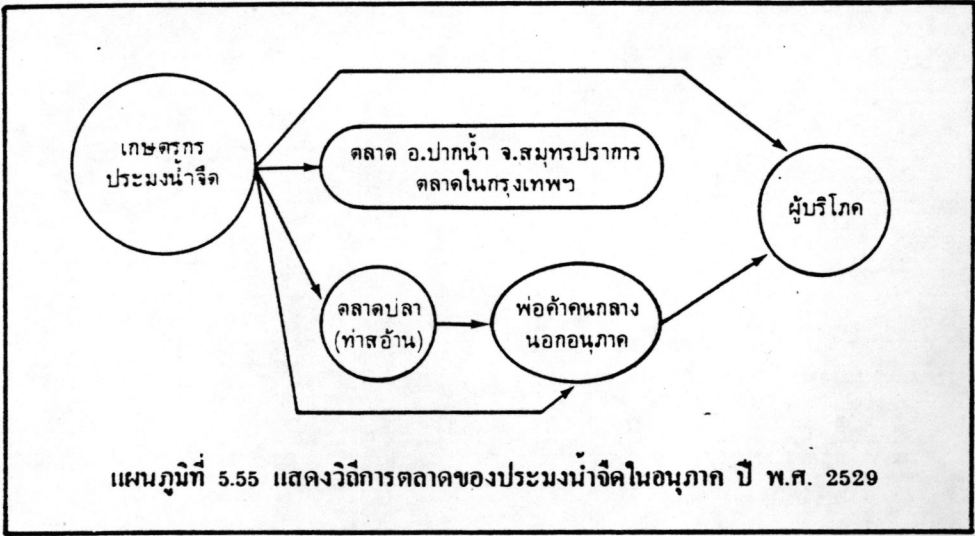 เกษตรกร
ประมงน้ำจืด
ตลาด อ.ปากน้ำ จ.สมุทรปราการ
ตลาดในกรุงเทพฯ
ผู้บริโภค
ตลาดปลา
(ท่าสอ้าน)
พ่อค้าคนกลาง
นอกอนุภาค
แผนภูมิที่ 5.55 แสดงวิถีการตลาดของประมงน้ำจืดในอนุภาค ปี พ.ศ. 2529